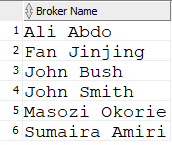 Broker Name
1 Ali Abdo
2 Fan Jinjing
3 John Bush
4 John Smith
5 Masozi Okorie
6 Sumaira Amiri